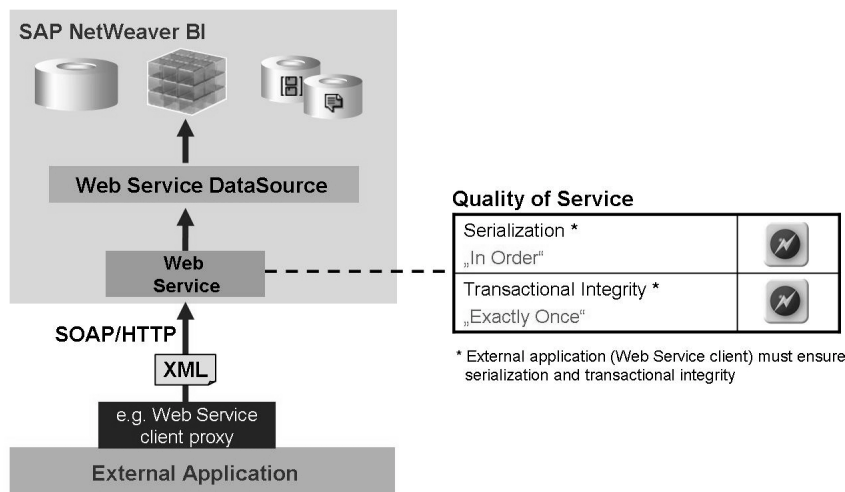 SAP NetWeaver BI
Web Service DataSource
Web
Service
SOAP/HTTP
XML
e.g. Web Service
client proxy
External Application
Quality of Service
Serialization *
„In Order“
Transactional Integrity *
„Exactly Once“
* External application (Web Service client) must ensure
serialization and transactional integrity